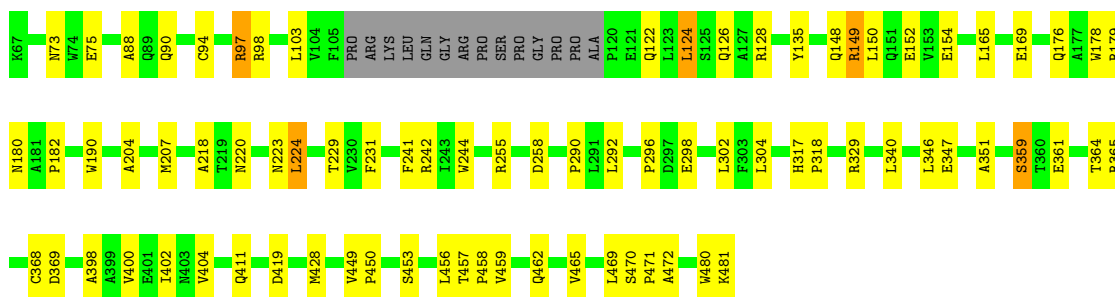 K67 N73 W74 E75 A88 Q89 Q90 C94 R97 R98 L103 V104 F105 PRO ARG LYS LEU GLN GLY ARG PRO SER PRO GLY PRO PRO ALA P120 E121 Q122 L123 L124 S125 Q126 A127 R128 Y135 Q148 R149 L150 Q151 E152 V153 E154 L165 E169 Q176 A177 W178 R179
N180 A181 P182 W190 A204 M207 A218 T219 N220 N223 L224 T229 V230 F231 F241 R242 I243 W244 R255 D258 P290 L291 L292 P296 D297 E298 L302 F303 L304 H317 P318 R329 L340 L346 E347 A351 S359 T360 E361 T364
C368 D369 A398 A399 V400 E401 I402 N403 V404 Q411 D419 M428 V449 P450 S453 L456 T457 P458 V459 Q462 V465 L469 S470 P471 A472 W480 K481